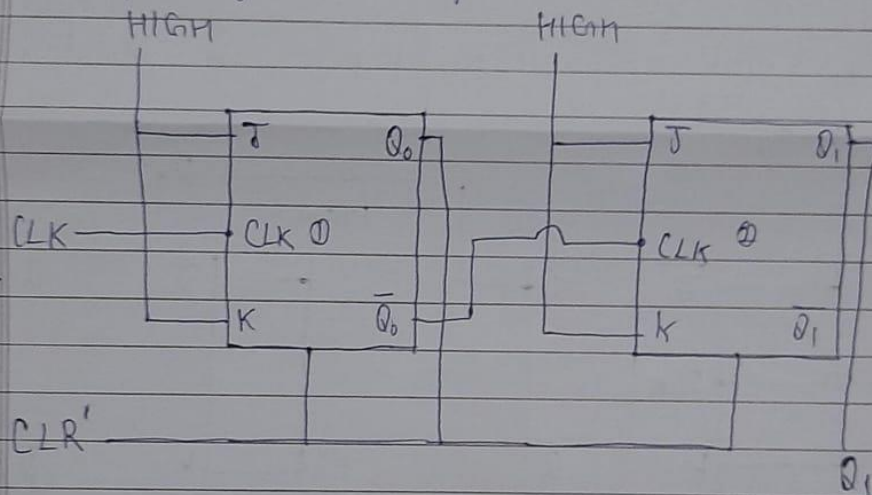 HIGH HIGH
J Q₀ J Q₁
CLK CLK ① CLK ②
K Q̅₀ K Q̅₁
CLR'
Q₁